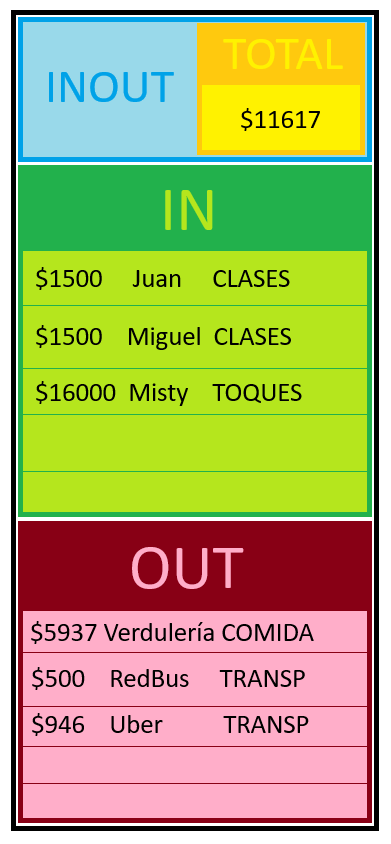 INOUT
TOTAL
$11617
IN
$1500 Juan CLASES
$1500 Miguel CLASES
$16000 Misty TOQUES
OUT
$5937 Verdulería COMIDA
$500 RedBus TRANSP
$946 Uber TRANSP